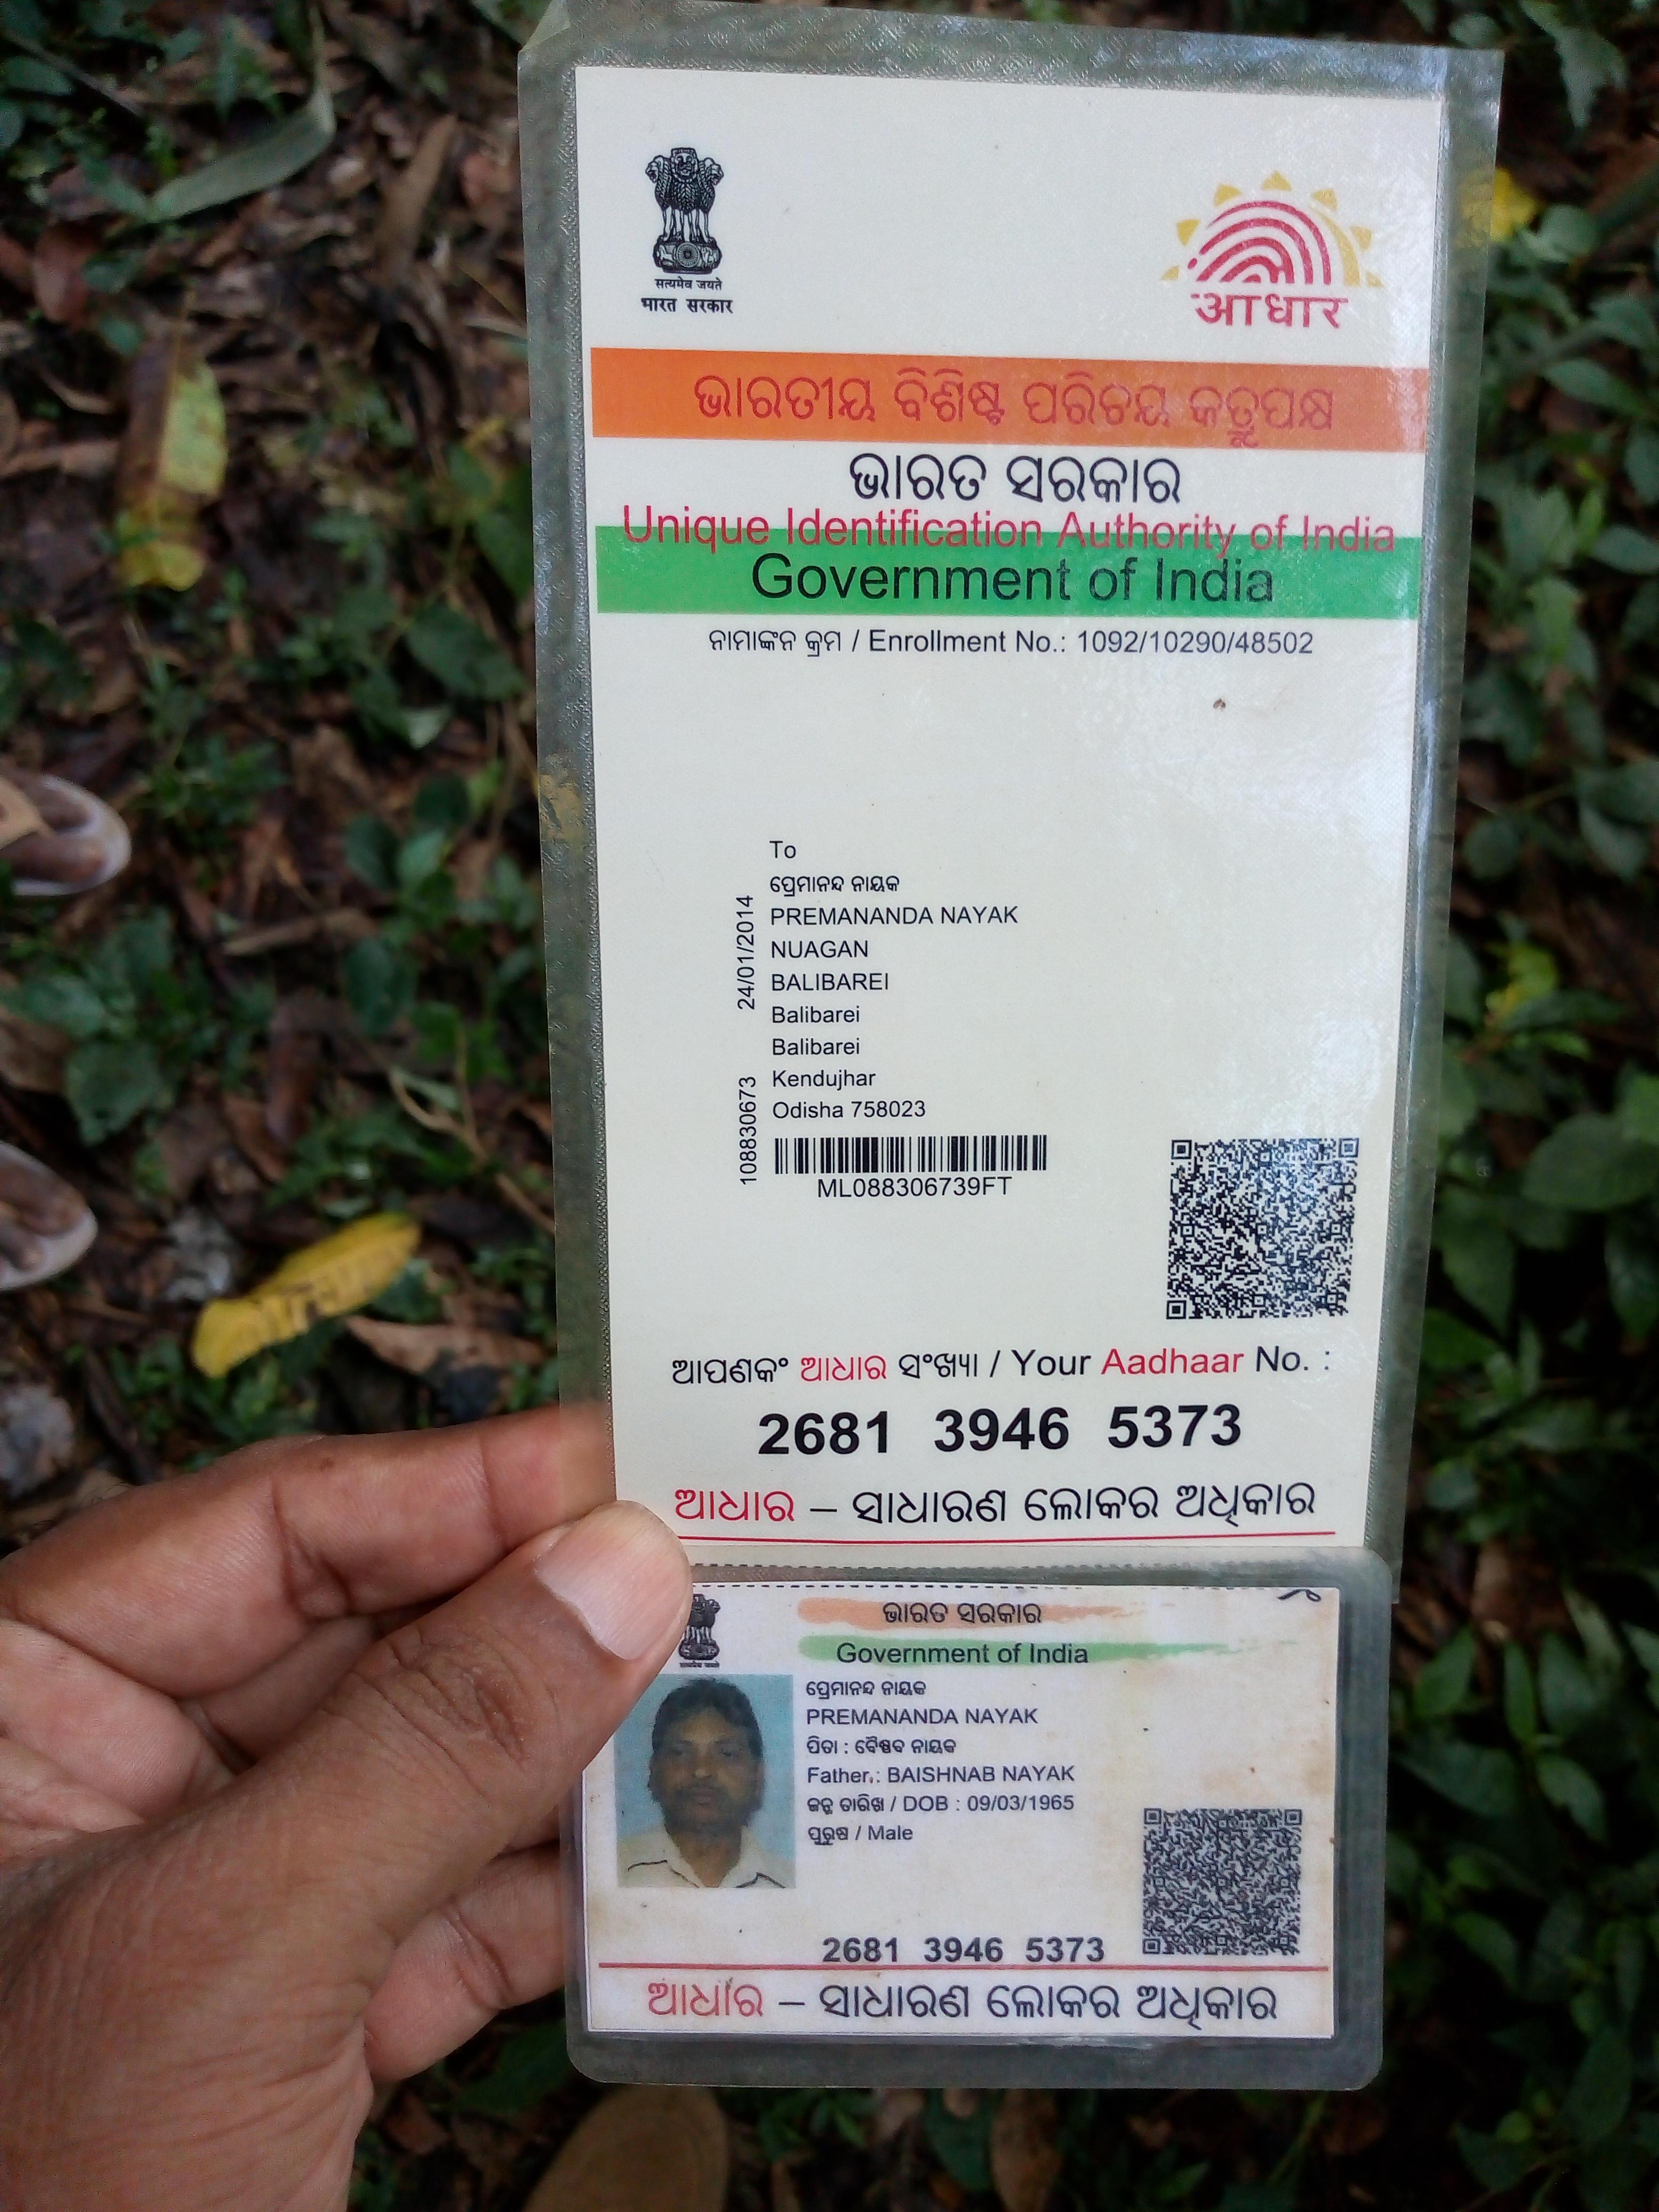 सत्यमेव जयते
भारत सरकार
आधार
ଭାରତୀୟ ବିଶିଷ୍ଟ ପରିଚୟ କର୍ତ୍ତୃପକ୍ଷ
ଭାରତ ସରକାର
Unique Identification Authority of India
Government of India
ନାମାଙ୍କନ କ୍ରମ / Enrollment No.: 1092/10290/48502
To
ପ୍ରେମାନନ୍ଦ ନାୟକ
PREMANANDA NAYAK
NUAGAN
BALIBAREI
Balibarei
Balibarei
Kendujhar
Odisha 758023
24/01/2014
108830673
ML088306739FT
ଆପଣଙ୍କ ଆଧାର ସଂଖ୍ୟା / Your Aadhaar No. :
2681 3946 5373
ଆଧାର – ସାଧାରଣ ଲୋକର ଅଧିକାର
ଭାରତ ସରକାର
Government of India
ପ୍ରେମାନନ୍ଦ ନାୟକ
PREMANANDA NAYAK
ପିତା : ବୈଷ୍ଣବ ନାୟକ
Father : BAISHNAB NAYAK
ଜନ୍ମ ତାରିଖ / DOB : 09/03/1965
ପୁରୁଷ / Male
2681 3946 5373
ଆଧାର – ସାଧାରଣ ଲୋକର ଅଧିକାର